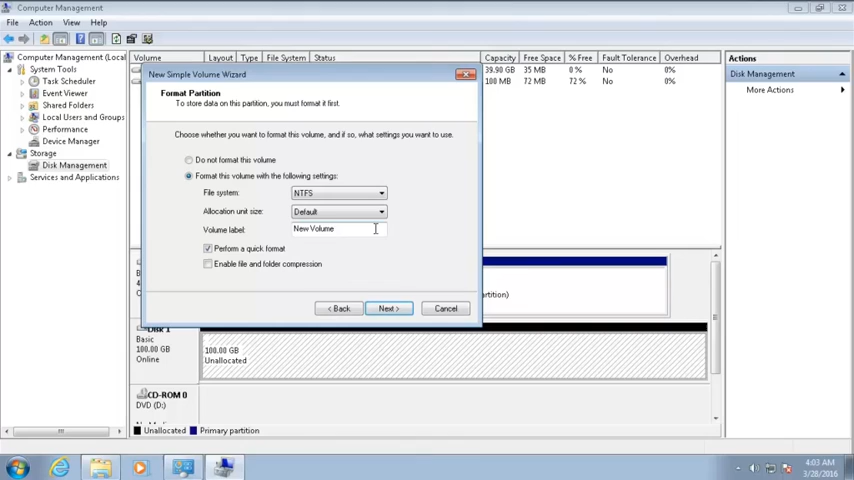 Computer Management
File Action View Help
Computer Management (Local
System Tools
Task Scheduler
Event Viewer
Shared Folders
Local Users and Groups
Performance
Device Manager
Storage
Disk Management
Services and Applications
Volume Layout Type File System Status Capacity Free Space % Free Fault Tolerance Overhead
39.90 GB 35 MB 0 % No 0%
100 MB 72 MB 72 % No 0%
Actions
Disk Management
More Actions
New Simple Volume Wizard
Format Partition
To store data on this partition, you must format it first.
Choose whether you want to format this volume, and if so, what settings you want to use.
Do not format this volume
Format this volume with the following settings:
File system: NTFS
Allocation unit size: Default
Volume label: New Volume
Perform a quick format
Enable file and folder compression
< Back Next > Cancel
artition)
Disk 1
Basic
100.00 GB
Online
100.00 GB
Unallocated
CD-ROM 0
DVD (D:)
Unallocated Primary partition
4:03 AM
3/28/2016